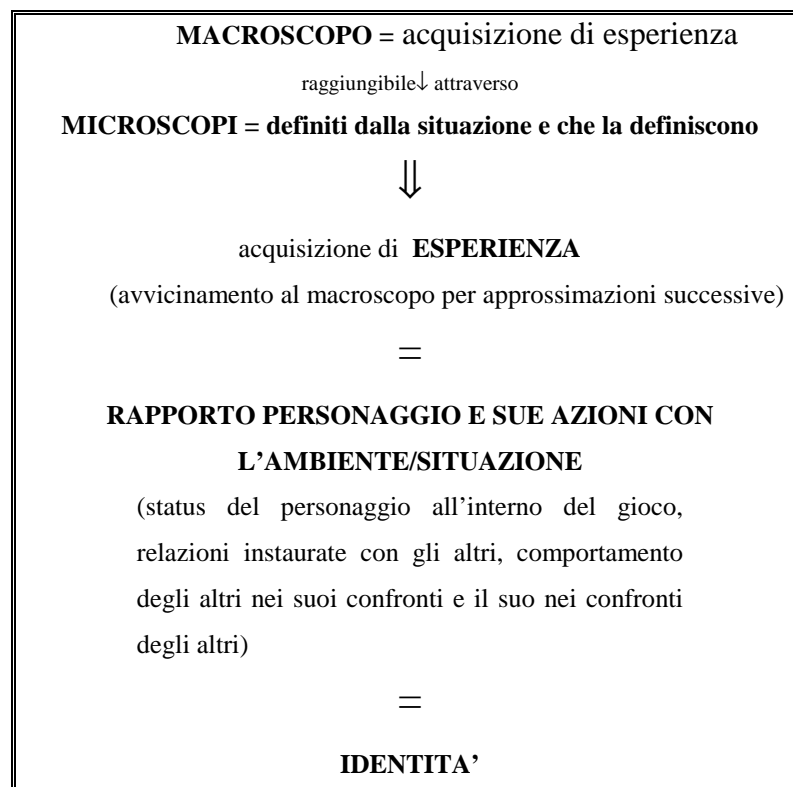 MACROSCOPO = acquisizione di esperienza
raggiungibile↓ attraverso
MICROSCOPI = definiti dalla situazione e che la definiscono
⇓
acquisizione di ESPERIENZA
(avvicinamento al macroscopo per approssimazioni successive)
=
RAPPORTO PERSONAGGIO E SUE AZIONI CON
L’AMBIENTE/SITUAZIONE
(status del personaggio all’interno del gioco,
relazioni instaurate con gli altri, comportamento
degli altri nei suoi confronti e il suo nei confronti
degli altri)
=
IDENTITA’